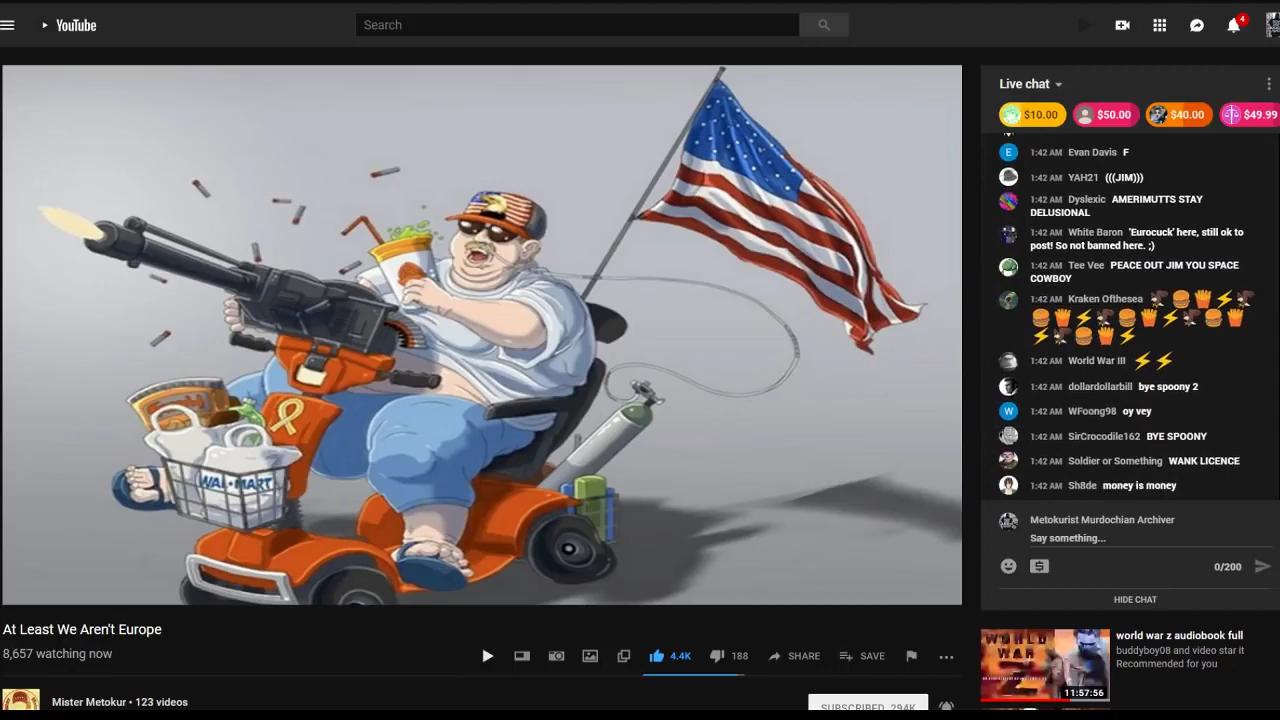 YouTube
Search
4
Live chat
$10.00 $50.00 $40.00 $49.99
E 1:42 AM Evan Davis F
1:42 AM YAH21 (((JIM)))
1:42 AM Dyslexic AMERIMUTTS STAY
DELUSIONAL
1:42 AM White Baron 'Eurocuck' here, still ok to
post! So not banned here. ;)
1:42 AM Tee Vee PEACE OUT JIM YOU SPACE
COWBOY
1:42 AM Kraken Ofthesea
1:42 AM World War III
1:42 AM dollardollarbill bye spoony 2
W 1:42 AM WFoong98 oy vey
1:42 AM SirCrocodile162 BYE SPOONY
1:42 AM Soldier or Something WANK LICENCE
1:42 AM Sh8de money is money
Metokurist Murdochian Archiver
Say something...
0/200
HIDE CHAT
WAL-MART
At Least We Aren't Europe
8,657 watching now
4.4K 188 SHARE SAVE
Mister Metokur • 123 videos
SUBSCRIBED 294K
WORLD
WAR
Z
11:57:56
world war z audiobook full
buddyboy08 and video star it
Recommended for you